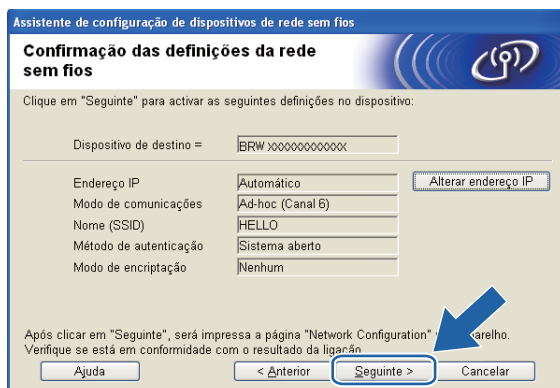 Assistente de configuração de dispositivos de rede sem fios
Confirmação das definições da rede
sem fios
Clique em "Seguinte" para activar as seguintes definições no dispositivo:
Dispositivo de destino = BRW XXXXXXXXXXXX
Endereço IP Automático Alterar endereço IP
Modo de comunicações Ad-hoc (Canal 6)
Nome (SSID) HELLO
Método de autenticação Sistema aberto
Modo de encriptação Nenhum
Após clicar em "Seguinte", será impressa a página "Network Configuration"
Verifique se está em conformidade com o resultado da ligação
Ajuda < Anterior Seguinte > Cancelar